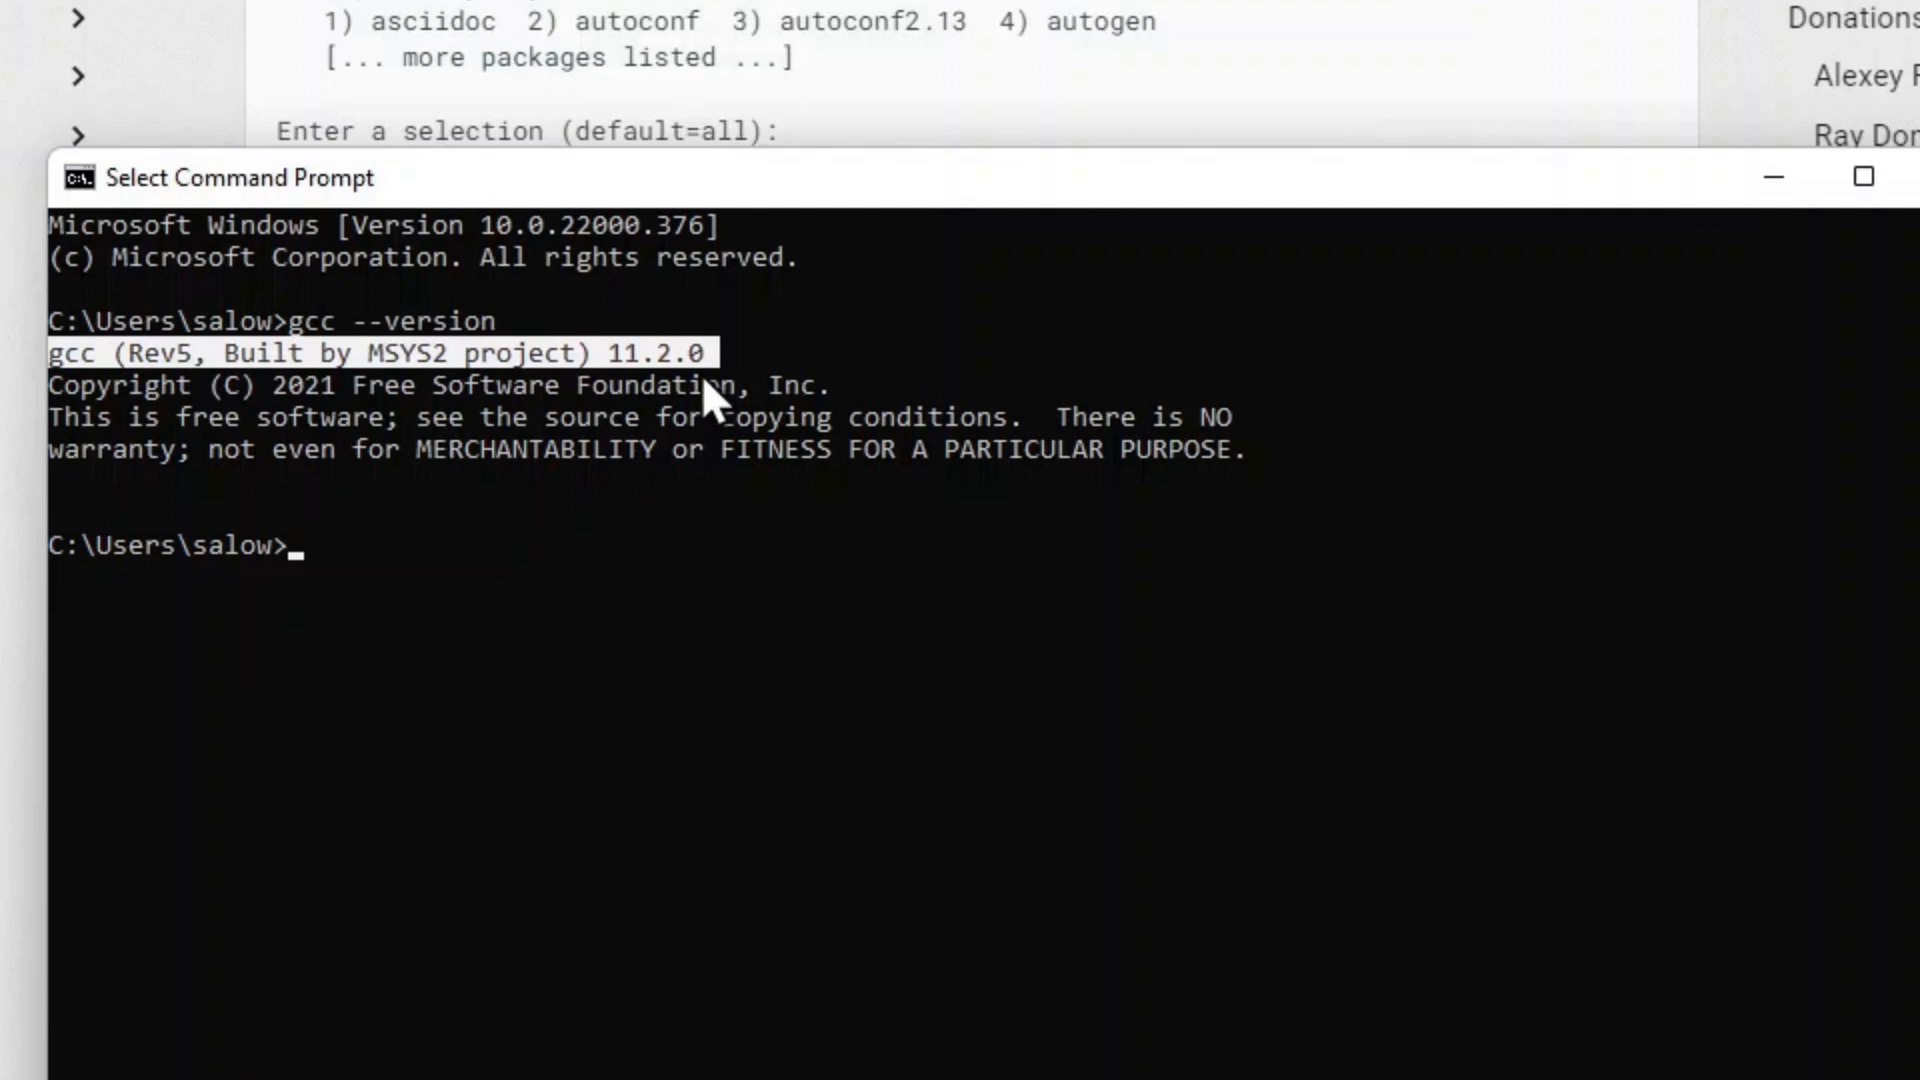 1) asciidoc 2) autoconf 3) autoconf2.13 4) autogen
[... more packages listed ...]
Enter a selection (default=all):
Donations
Alexey
Ray
Select Command Prompt
Microsoft Windows [Version 10.0.22000.376]
(c) Microsoft Corporation. All rights reserved.
C:\Users\salow>gcc --version
gcc (Rev5, Built by MSYS2 project) 11.2.0
Copyright (C) 2021 Free Software Foundation, Inc.
This is free software; see the source for copying conditions. There is NO
warranty; not even for MERCHANTABILITY or FITNESS FOR A PARTICULAR PURPOSE.
C:\Users\salow>